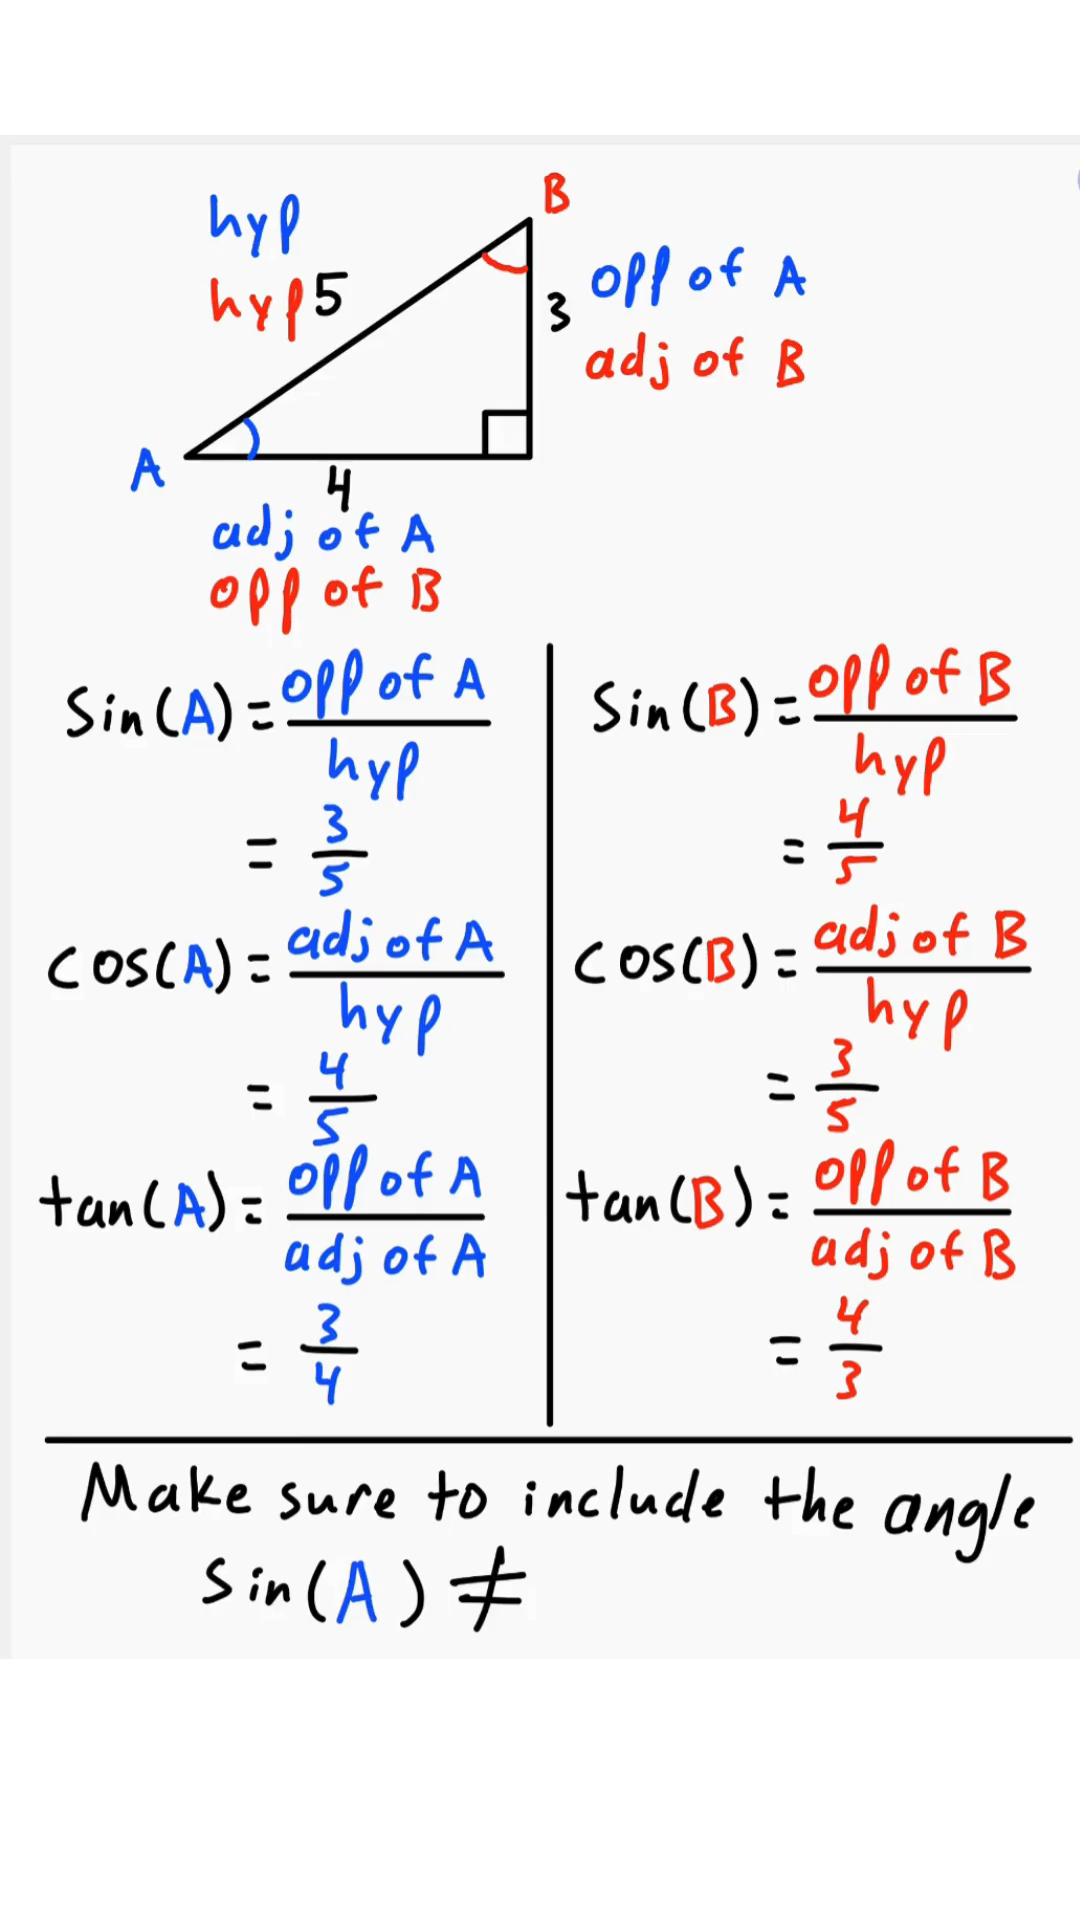 B
hyp
opp of A
hyp 5
3
adj of B
A
4
adj of A
opp of B
Sin(A) = opp of A / hyp
= 3/5
cos(A) = adj of A / hyp
= 4/5
tan(A) = opp of A / adj of A
= 3/4
Sin(B) = opp of B / hyp
= 4/5
cos(B) = adj of B / hyp
= 3/5
tan(B) = opp of B / adj of B
= 4/3
Make sure to include the angle
Sin(A) ≠